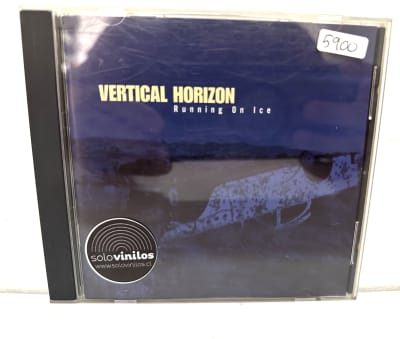 5900
VERTICAL HORIZON
Running On Ice
solovinilos
www.solovinilos.cl